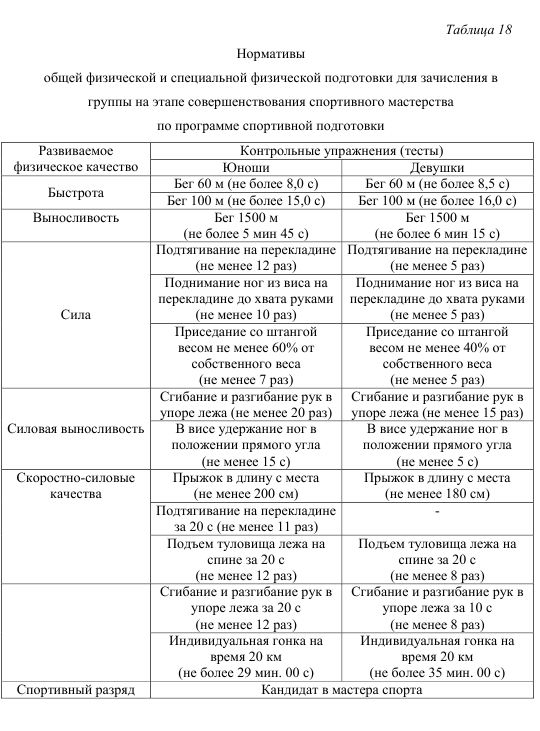 Таблица 18
Нормативы
общей физической и специальной физической подготовки для зачисления в
группы на этапе совершенствования спортивного мастерства
по программе спортивной подготовки
Развиваемое
физическое качество
Контрольные упражнения (тесты)
Юноши
Девушки
Быстрота
Бег 60 м (не более 8,0 с)
Бег 60 м (не более 8,5 с)
Бег 100 м (не более 15,0 с)
Бег 100 м (не более 16,0 с)
Выносливость
Бег 1500 м
(не более 5 мин 45 с)
Бег 1500 м
(не более 6 мин 15 с)
Сила
Подтягивание на перекладине
(не менее 12 раз)
Подтягивание на перекладине
(не менее 5 раз)
Поднимание ног из виса на
перекладине до хвата руками
(не менее 10 раз)
Поднимание ног из виса на
перекладине до хвата руками
(не менее 5 раз)
Приседание со штангой
весом не менее 60% от
собственного веса
(не менее 7 раз)
Приседание со штангой
весом не менее 40% от
собственного веса
(не менее 5 раз)
Силовая выносливость
Сгибание и разгибание рук в
упоре лежа (не менее 20 раз)
Сгибание и разгибание рук в
упоре лежа (не менее 15 раз)
В висе удержание ног в
положении прямого угла
(не менее 15 с)
В висе удержание ног в
положении прямого угла
(не менее 5 с)
Скоростно-силовые
качества
Прыжок в длину с места
(не менее 200 см)
Прыжок в длину с места
(не менее 180 см)
Подтягивание на перекладине
за 20 с (не менее 11 раз)
-
Подъем туловища лежа на
спине за 20 с
(не менее 12 раз)
Подъем туловища лежа на
спине за 20 с
(не менее 8 раз)
Сгибание и разгибание рук в
упоре лежа за 20 с
(не менее 12 раз)
Сгибание и разгибание рук в
упоре лежа за 10 с
(не менее 8 раз)
Индивидуальная гонка на
время 20 км
(не более 29 мин. 00 с)
Индивидуальная гонка на
время 20 км
(не более 35 мин. 00 с)
Спортивный разряд
Кандидат в мастера спорта